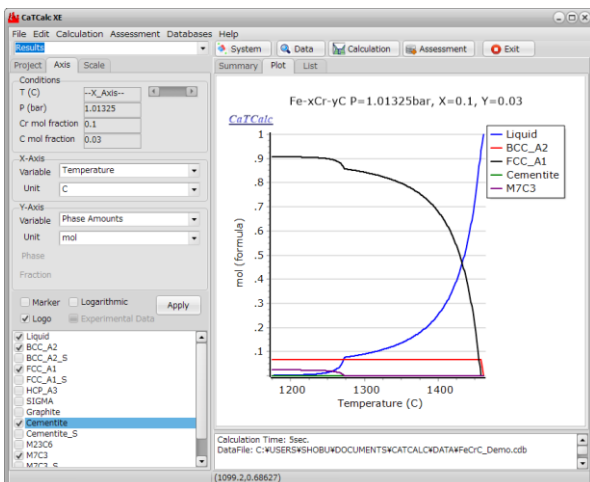 CaTCalc XE
File Edit Calculation Assessment Databases Help
Results
System Data Calculation Assessment Exit
Project Axis Scale
Summary Plot List
Conditions
T (C) --X_Axis--
P (bar) 1.01325
Cr mol fraction 0.1
C mol fraction 0.03
X-Axis
Variable Temperature
Unit C
Y-Axis
Variable Phase Amounts
Unit mol
Phase
Fraction
Marker Logarithmic
Apply
Logo Experimental Data
Liquid
BCC_A2
BCC_A2_S
FCC_A1
FCC_A1_S
HCP_A3
SIGMA
Graphite
Cementite
Cementite_S
M23C6
M7C3
M7C3_S
Fe-xCr-yC P=1.01325bar, X=0.1, Y=0.03
CaTCalc
1
.9
.8
.7
.6
.5
.4
.3
.2
.1
mol (formula)
1200 1300 1400
Temperature (C)
Liquid
BCC_A2
FCC_A1
Cementite
M7C3
Calculation Time: 5sec.
DataFile: C:¥USERS¥SHOBU¥DOCUMENTS¥CATCALC¥DATA¥FeCrC_Demo.cdb
(1099.2,0.68627)